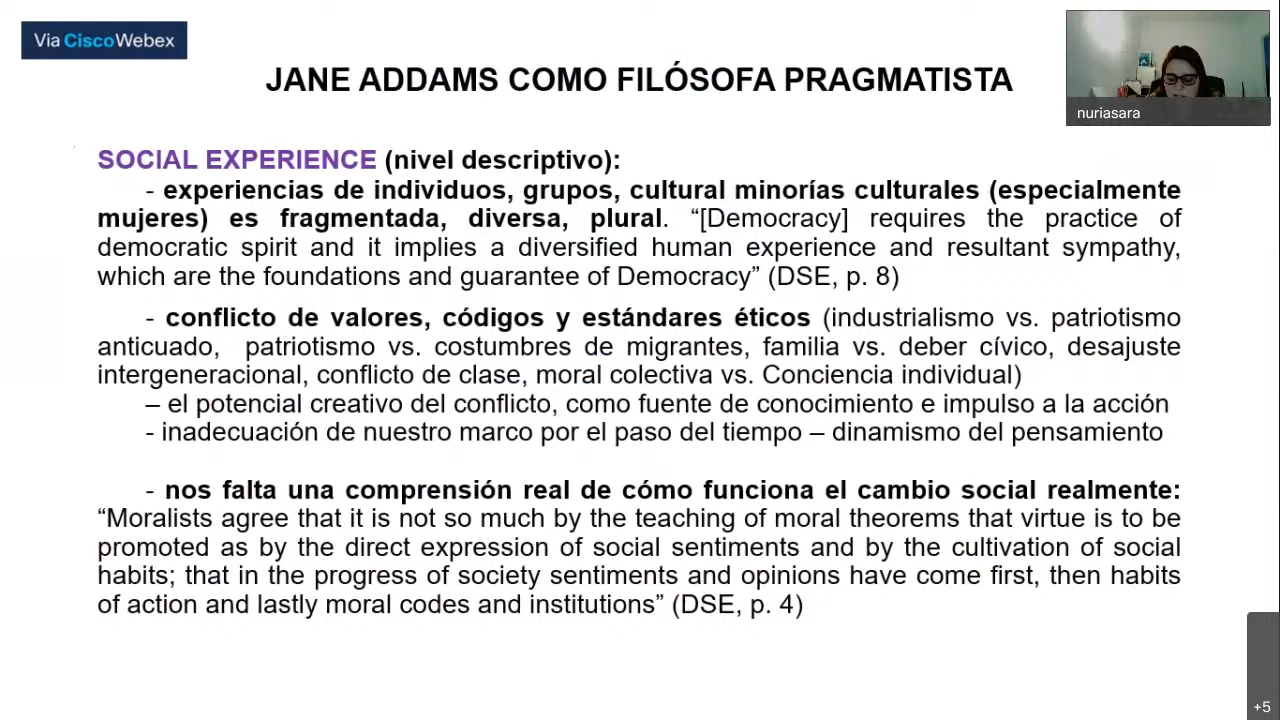 Via Cisco Webex
JANE ADDAMS COMO FILÓSOFA PRAGMATISTA
nuriasara
SOCIAL EXPERIENCE (nivel descriptivo):
- experiencias de individuos, grupos, cultural minorías culturales (especialmente
mujeres) es fragmentada, diversa, plural. “[Democracy] requires the practice of
democratic spirit and it implies a diversified human experience and resultant sympathy,
which are the foundations and guarantee of Democracy” (DSE, p. 8)
- conflicto de valores, códigos y estándares éticos (industrialismo vs. patriotismo
anticuado, patriotismo vs. costumbres de migrantes, familia vs. deber cívico, desajuste
intergeneracional, conflicto de clase, moral colectiva vs. Conciencia individual)
– el potencial creativo del conflicto, como fuente de conocimiento e impulso a la acción
- inadecuación de nuestro marco por el paso del tiempo – dinamismo del pensamiento
- nos falta una comprensión real de cómo funciona el cambio social realmente:
“Moralists agree that it is not so much by the teaching of moral theorems that virtue is to be
promoted as by the direct expression of social sentiments and by the cultivation of social
habits; that in the progress of society sentiments and opinions have come first, then habits
of action and lastly moral codes and institutions” (DSE, p. 4)
+5